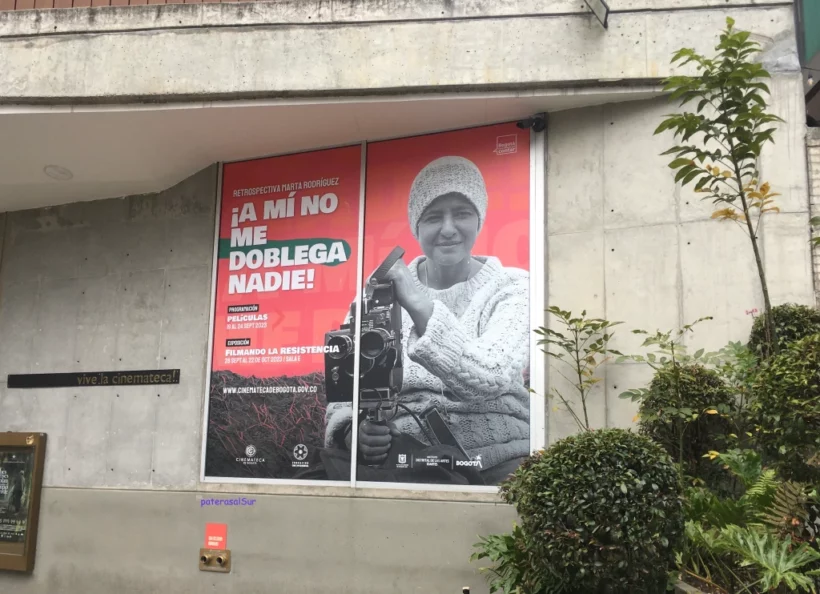 RETROSPECTIVA MARTA RODRÍGUEZ
¡A MÍ NO
ME
DOBLEGA
NADIE!
PROGRAMACIÓN
PELÍCULAS
EXPOSICIÓN
FILMANDO LA RESISTENCIA
WWW.CINEMATECADEBOGOTA.GOV.CO
CINEMATECA
BOGOTÁ
vive la cinemateca!!
paterasalSur